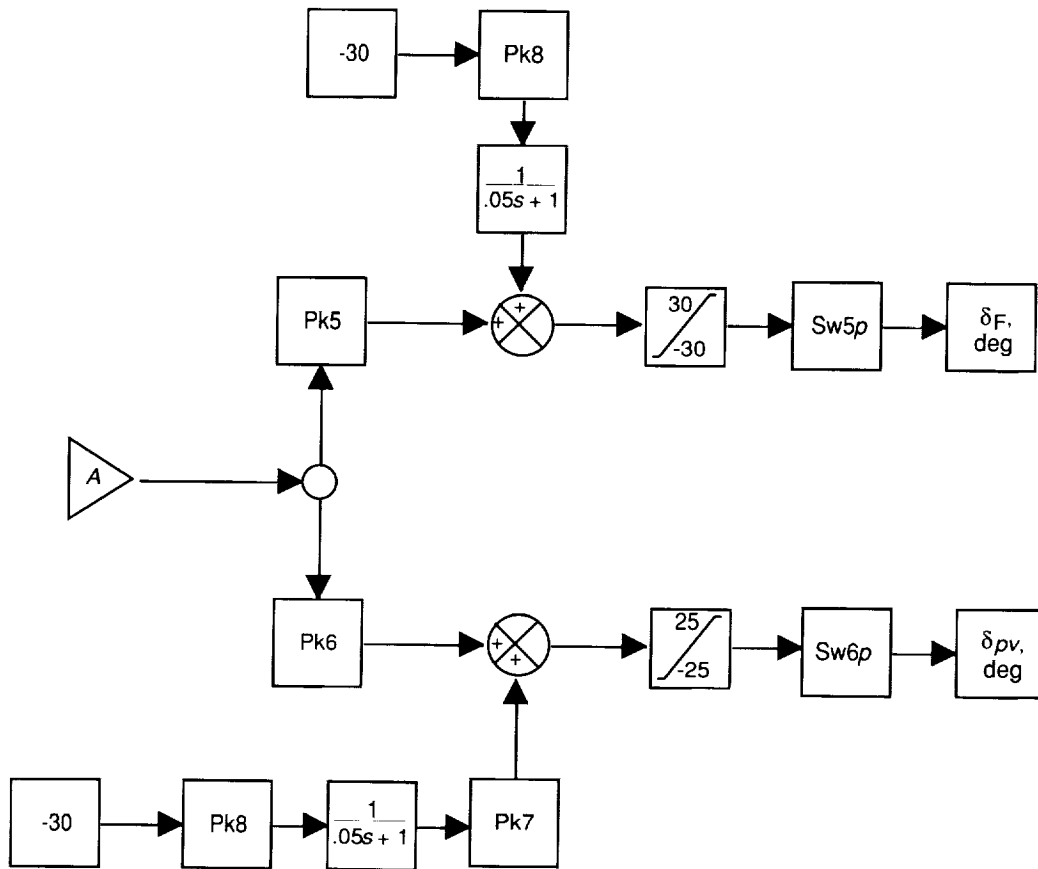 -30
Pk8
1
.05s + 1
Pk5
+
+
30
-30
Sw5p
δF,
deg
A
Pk6
+
+
25
-25
Sw6p
δpv,
deg
-30
Pk8
1
.05s + 1
Pk7